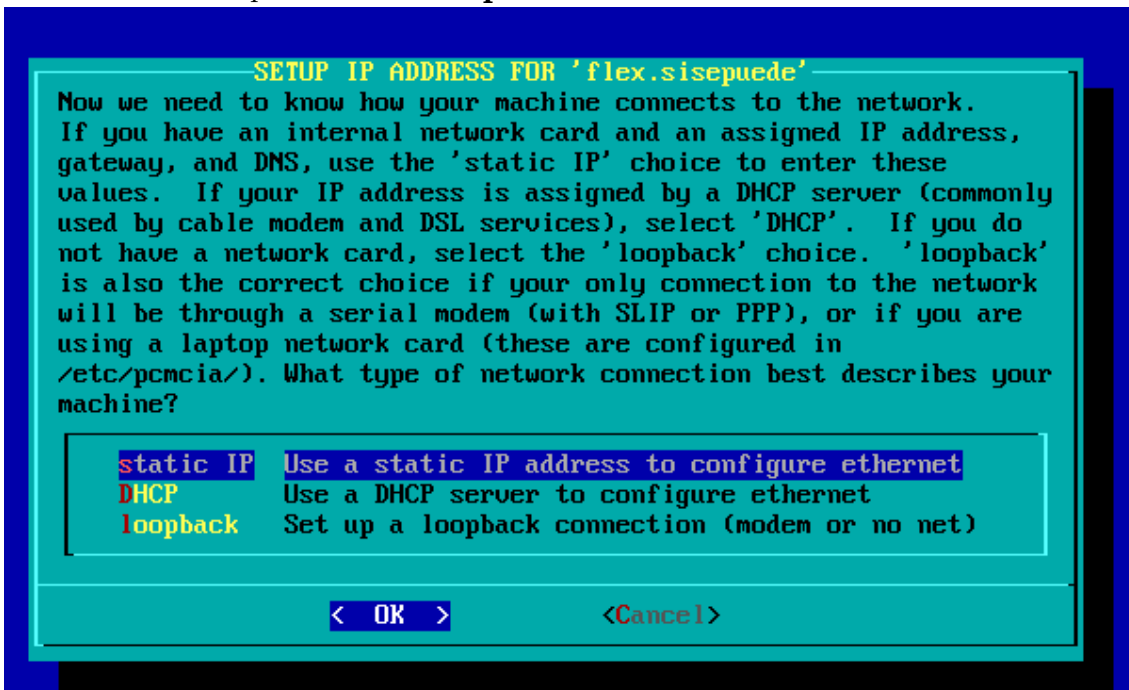 SETUP IP ADDRESS FOR 'flex.sisepuede'
Now we need to know how your machine connects to the network.
If you have an internal network card and an assigned IP address,
gateway, and DNS, use the 'static IP' choice to enter these
values.  If your IP address is assigned by a DHCP server (commonly
used by cable modem and DSL services), select 'DHCP'.  If you do
not have a network card, select the 'loopback' choice.  'loopback'
is also the correct choice if your only connection to the network
will be through a serial modem (with SLIP or PPP), or if you are
using a laptop network card (these are configured in
/etc/pcmcia/). What type of network connection best describes your
machine?
static IP  Use a static IP address to configure ethernet
DHCP  Use a DHCP server to configure ethernet
loopback  Set up a loopback connection (modem or no net)
<  OK  >  <Cancel>